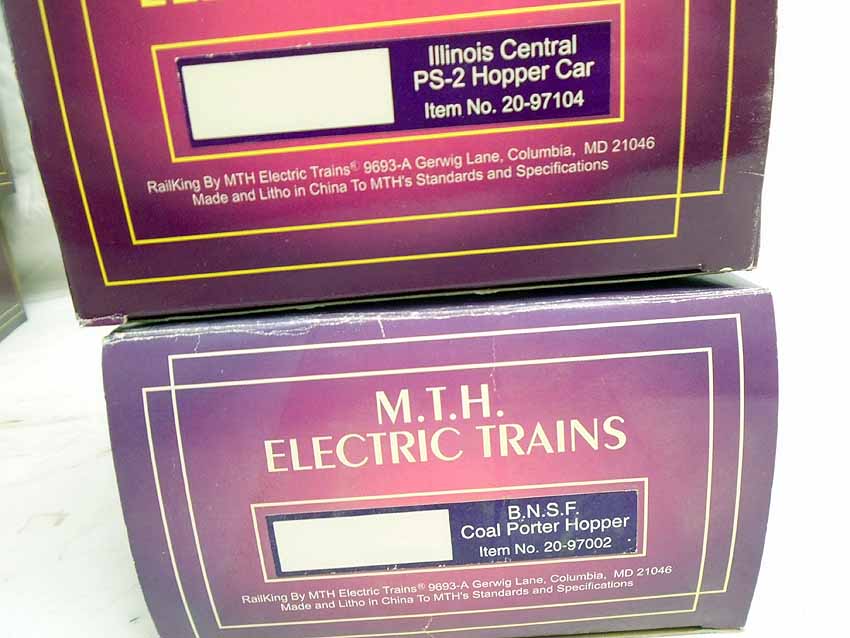 Illinois Central
PS-2 Hopper Car
Item No. 20-97104
RailKing By MTH Electric Trains® 9693-A Gerwig Lane, Columbia, MD 21046
Made and Litho in China To MTH's Standards and Specifications
M.T.H.
ELECTRIC TRAINS
B.N.S.F.
Coal Porter Hopper
Item No. 20-97002
RailKing By MTH Electric Trains® 9693-A Gerwig Lane, Columbia, MD 21046
Made and Litho in China To MTH's Standards and Specifications